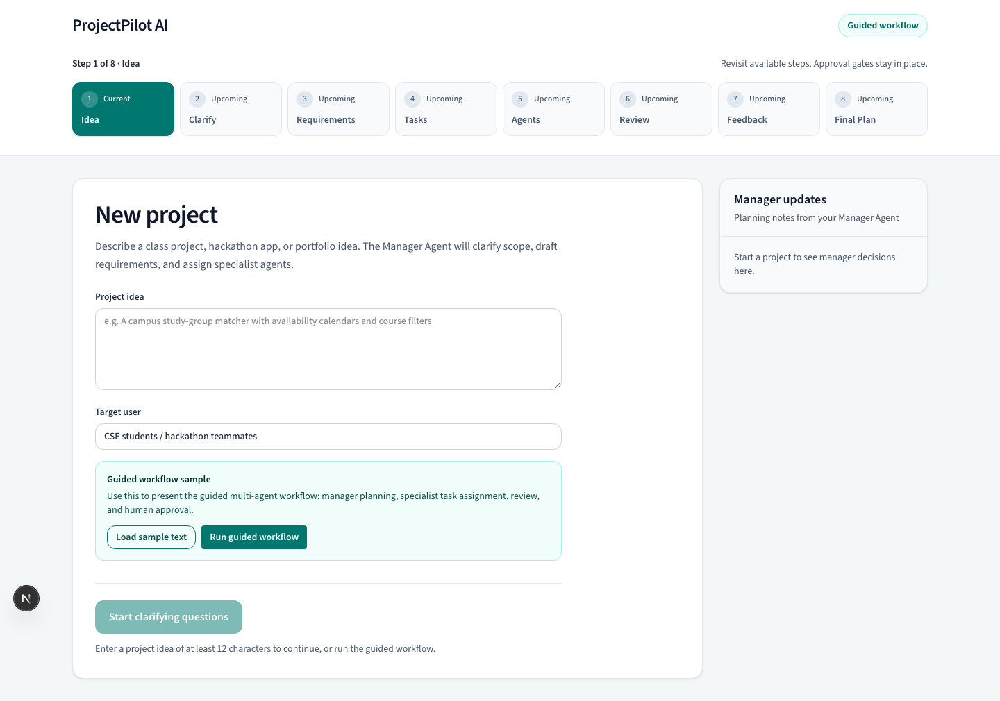 ProjectPilot AI
Guided workflow
Step 1 of 8 · Idea
Revisit available steps. Approval gates stay in place.
1 Current
Idea
2 Upcoming
Clarify
3 Upcoming
Requirements
4 Upcoming
Tasks
5 Upcoming
Agents
6 Upcoming
Review
7 Upcoming
Feedback
8 Upcoming
Final Plan
New project
Describe a class project, hackathon app, or portfolio idea. The Manager Agent will clarify scope, draft
requirements, and assign specialist agents.
Project idea
e.g. A campus study-group matcher with availability calendars and course filters
Target user
CSE students / hackathon teammates
Guided workflow sample
Use this to present the guided multi-agent workflow: manager planning, specialist task assignment, review,
and human approval.
Load sample text
Run guided workflow
Start clarifying questions
Enter a project idea of at least 12 characters to continue, or run the guided workflow.
Manager updates
Planning notes from your Manager Agent
Start a project to see manager decisions
here.
N